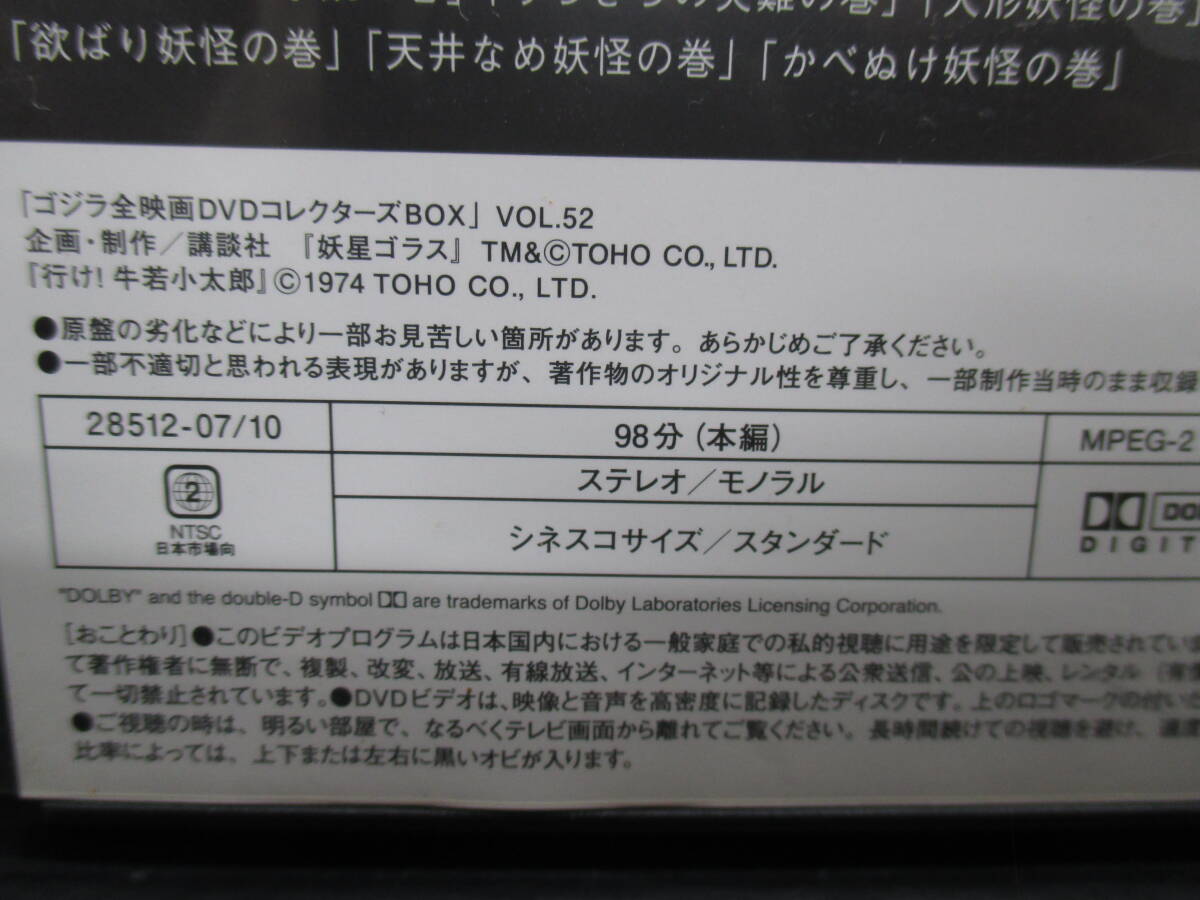 の災難の巻」「人形妖怪の巻」
「欲ばり妖怪の巻」「天井なめ妖怪の巻」「かべぬけ妖怪の巻」
「ゴジラ全映画DVDコレクターズBOX」 VOL.52
企画・制作／講談社 『妖星ゴラス』 TM&©TOHO CO., LTD.
『行け! 牛若小太郎』©1974 TOHO CO., LTD.
●原盤の劣化などにより一部お見苦しい箇所があります。あらかじめご了承ください。
●一部不適切と思われる表現がありますが、著作物のオリジナル性を尊重し、一部制作当時のまま収録
28512-07/10
98分(本編)
MPEG-2
2
NTSC
日本市場向
ステレオ／モノラル
シネスコサイズ／スタンダード
DIGIT
"DOLBY" and the double-D symbol are trademarks of Dolby Laboratories Licensing Corporation.
[おことわり]●このビデオプログラムは日本国内における一般家庭での私的視聴に用途を限定して販売されてい
て著作権者に無断で、複製、改変、放送、有線放送、インターネット等による公衆送信、公の上映、レンタル
て一切禁止されています。●DVDビデオは、映像と音声を高密度に記録したディスクです。上のロゴマークの付いた
●ご視聴の時は、明るい部屋で、なるべくテレビ画面から離れてご覧ください。長時間続けての視聴を避け、適度
比率によっては、上下または左右に黒いオビが入ります。